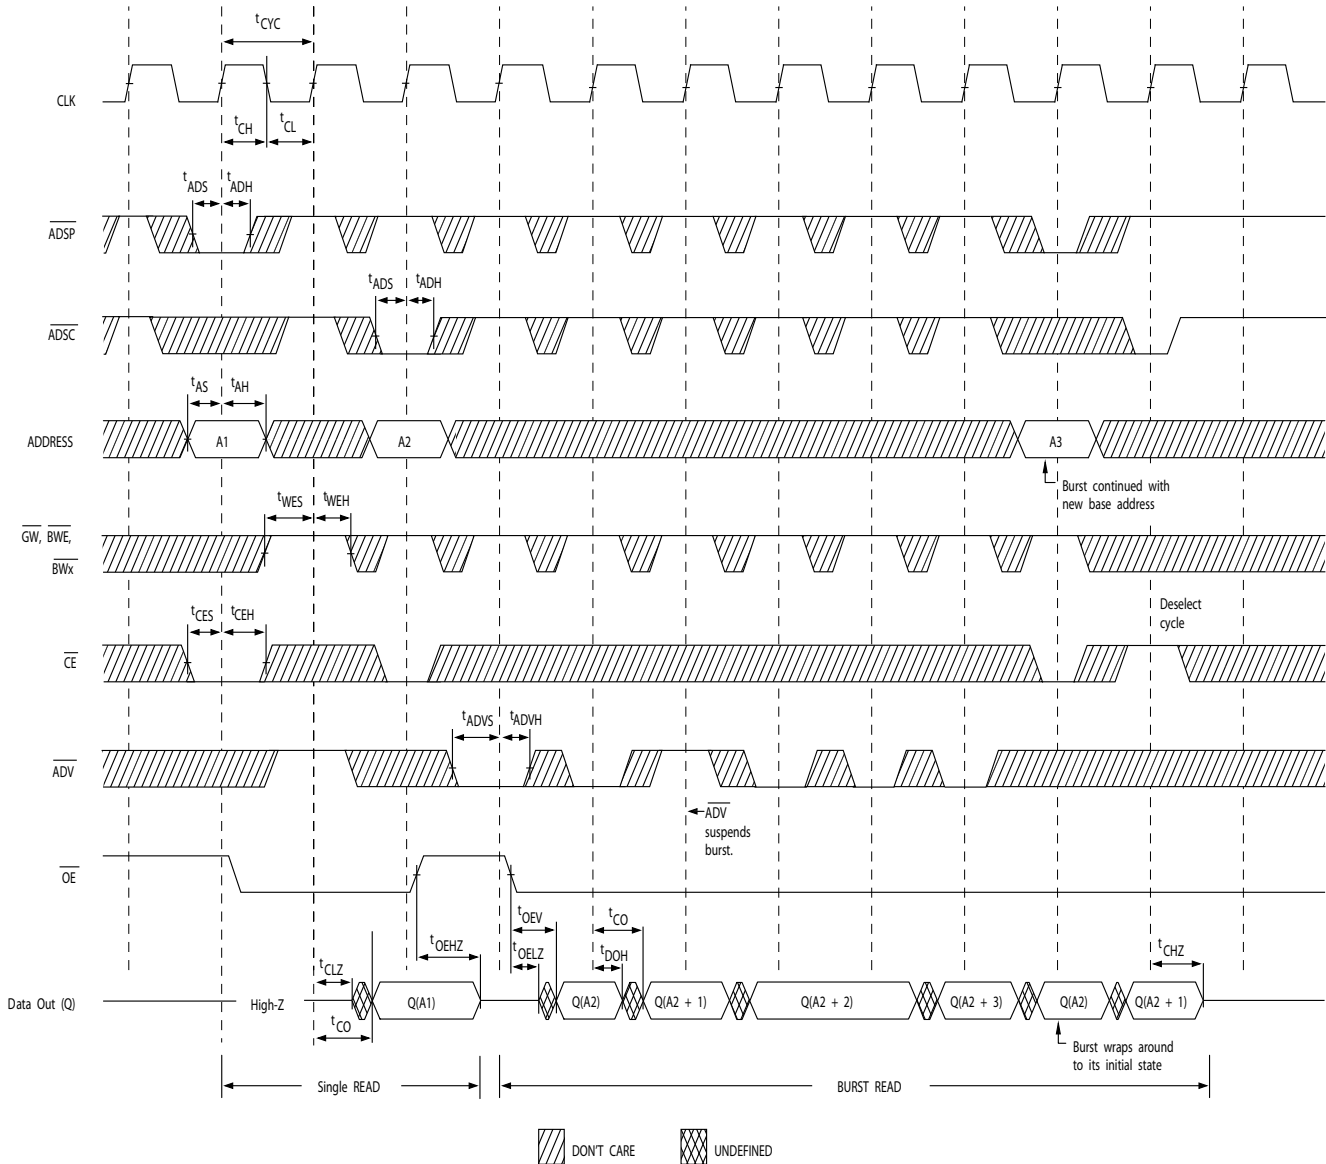 tCYC
CLK
tCH
tCL
tADS
tADH
ADSP
tADS
tADH
ADSC
tAS
tAH
ADDRESS
A1
A2
A3
Burst continued with
new base address
tWES
tWEH
GW, BWE,
BWx
tCES
tCEH
Deselect
cycle
CE
tADVS
tADVH
ADV
ADV
suspends
burst.
OE
tOEV
tCO
tOEHZ
tOELZ
tDOH
tCHZ
tCLZ
Data Out (Q)
High-Z
Q(A1)
Q(A2)
Q(A2 + 1)
Q(A2 + 2)
Q(A2 + 3)
Q(A2)
Q(A2 + 1)
tCO
Burst wraps around
to its initial state
Single READ
BURST READ
DON'T CARE
UNDEFINED